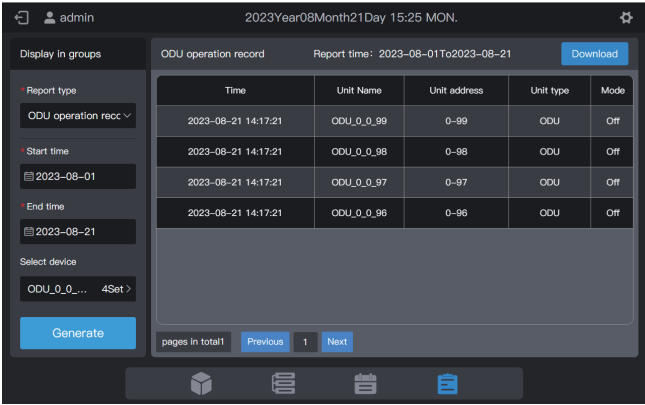 admin
2023Year08Month21Day 15:25 MON.
Display in groups
* Report type
ODU operation recc
* Start time
2023-08-01
* End time
2023-08-21
Select device
ODU_0_0_... 4Set
Generate
ODU operation record Report time: 2023-08-01To2023-08-21 Download
Time Unit Name Unit address Unit type Mode
2023-08-21 14:17:21 ODU_0_0_99 0-99 ODU Off
2023-08-21 14:17:21 ODU_0_0_98 0-98 ODU Off
2023-08-21 14:17:21 ODU_0_0_97 0-97 ODU Off
2023-08-21 14:17:21 ODU_0_0_96 0-96 ODU Off
pages in total1 Previous 1 Next